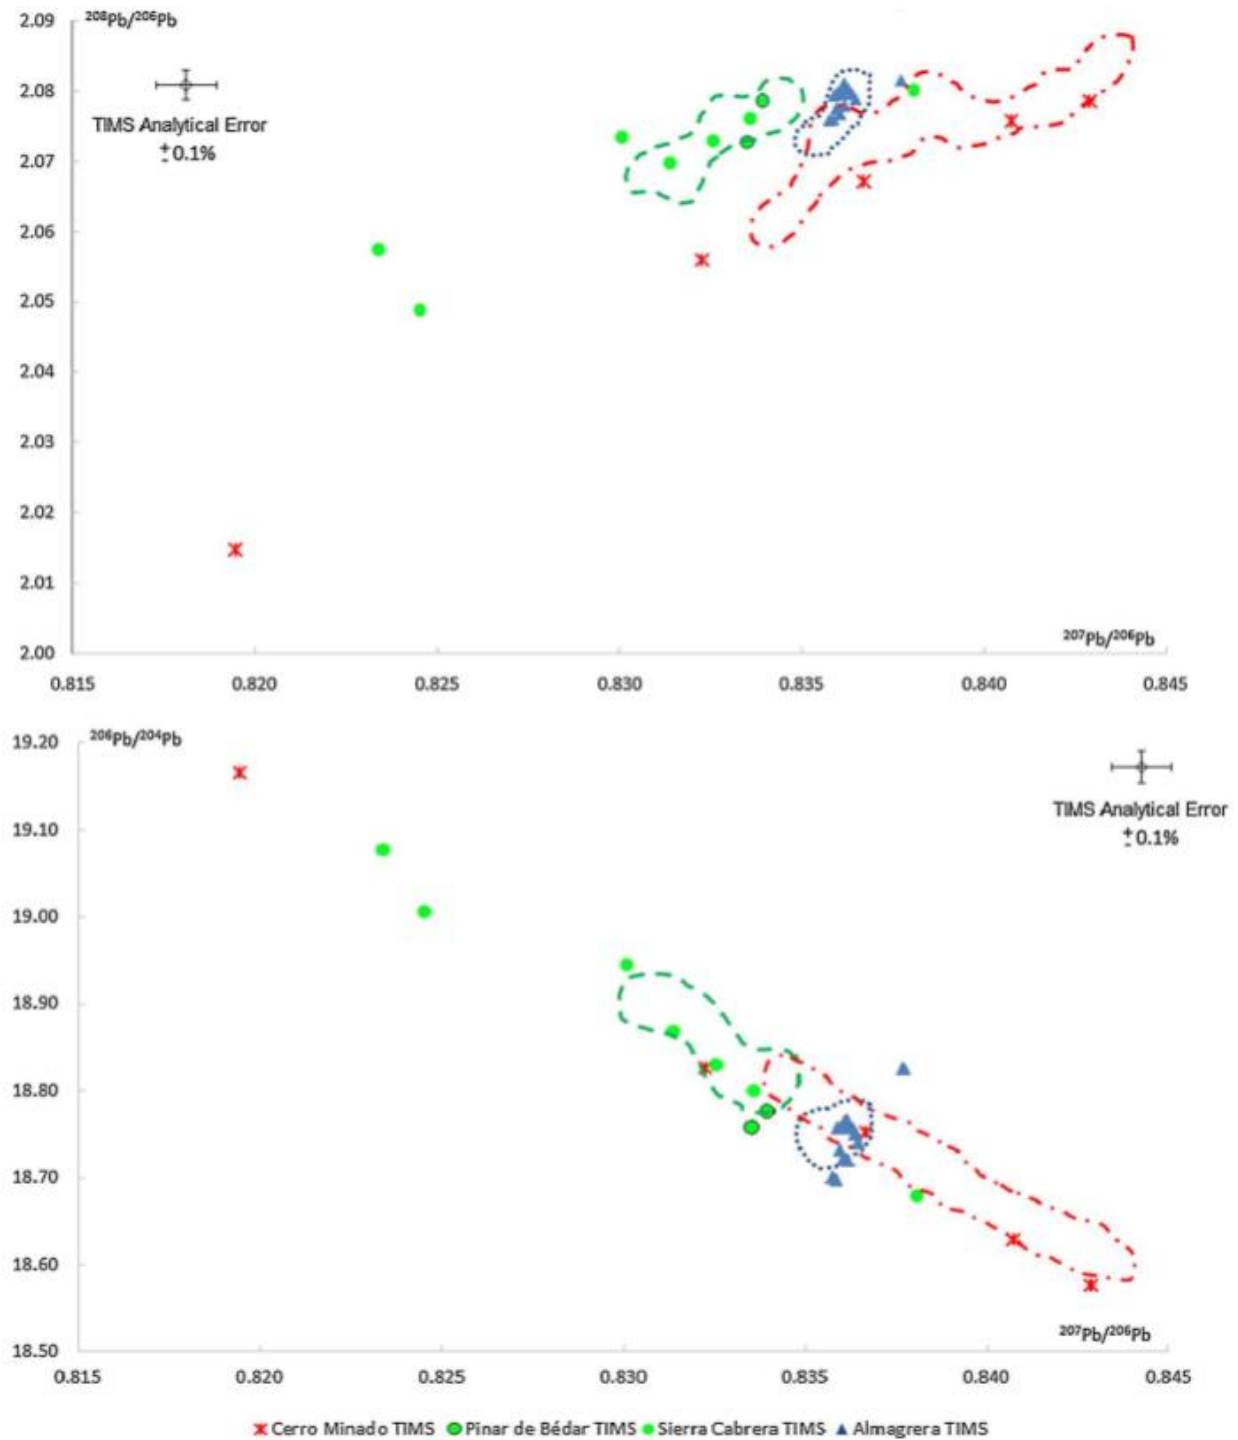 2.09
²⁰⁸Pb/²⁰⁶Pb
2.08
TIMS Analytical Error
± 0.1%
2.07
2.06
2.05
2.04
2.03
2.02
2.01
²⁰⁷Pb/²⁰⁶Pb
2.00
0.815 0.820 0.825 0.830 0.835 0.840 0.845
19.20
²⁰⁶Pb/²⁰⁴Pb
TIMS Analytical Error
± 0.1%
19.10
19.00
18.90
18.80
18.70
18.60
²⁰⁷Pb/²⁰⁶Pb
18.50
0.815 0.820 0.825 0.830 0.835 0.840 0.845
Cerro Minado TIMS Pinar de Bédar TIMS Sierra Cabrera TIMS Almagrera TIMS